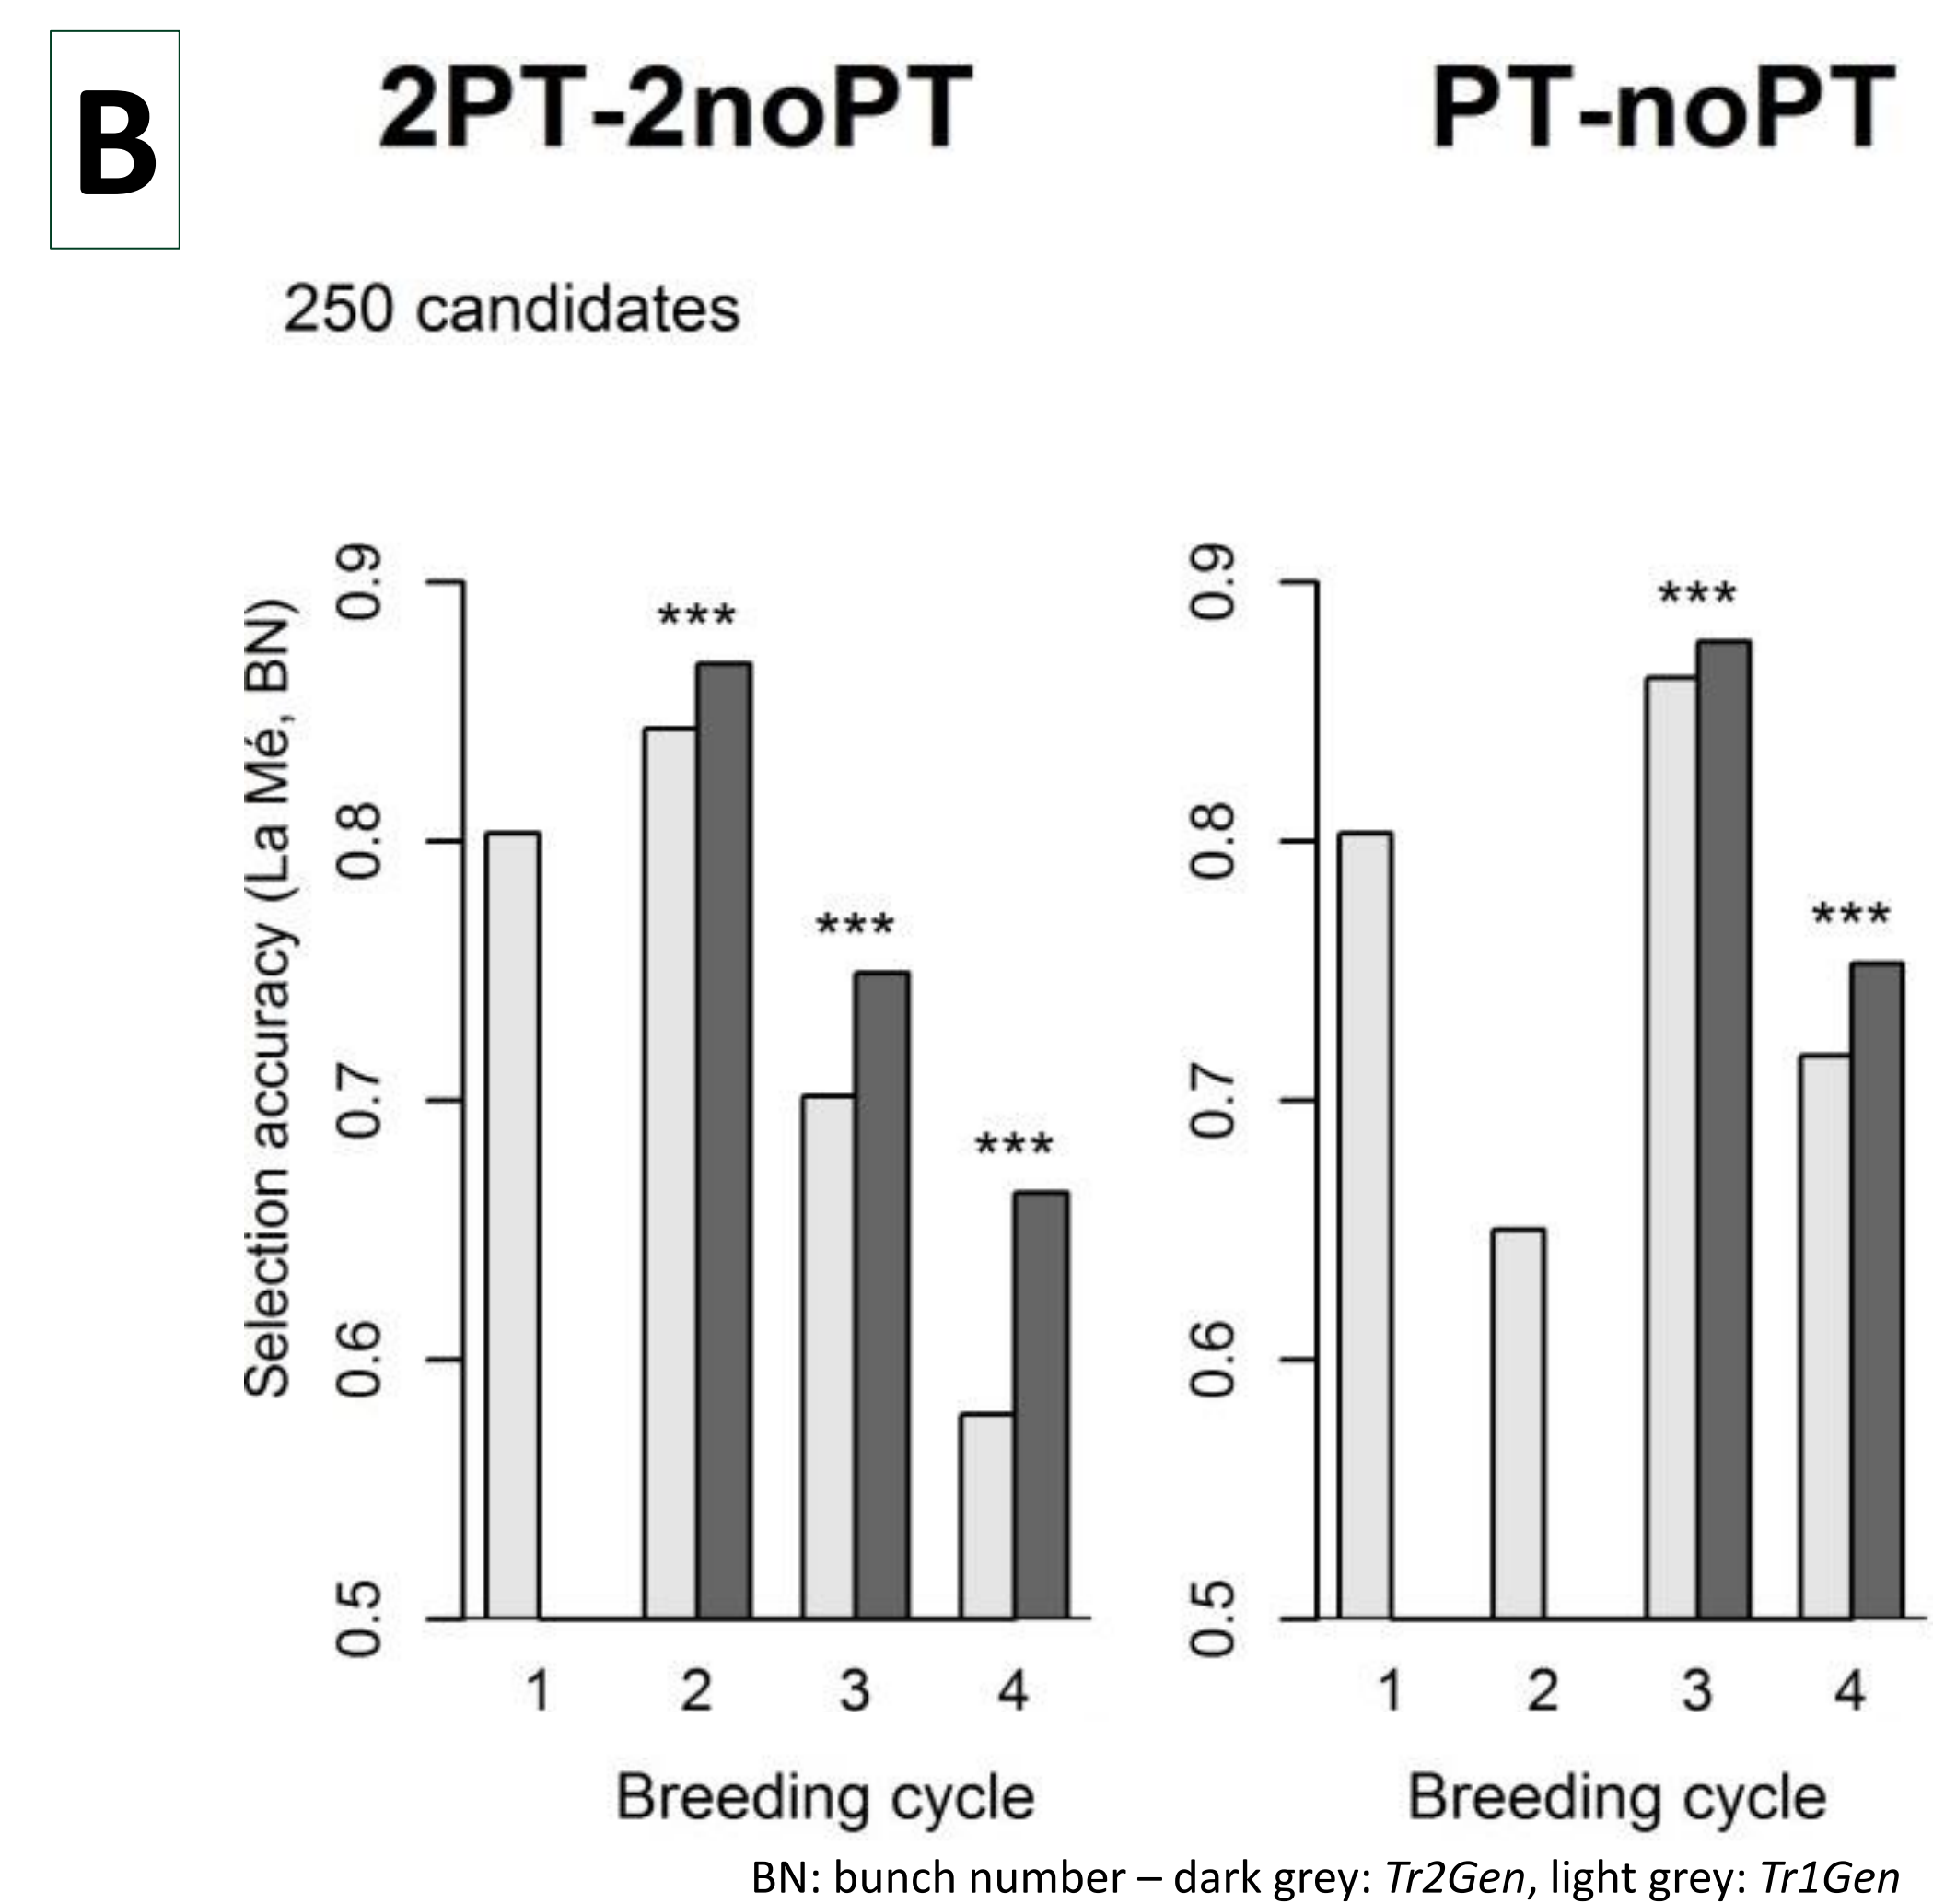 B
2PT-2noPT
PT-noPT
250 candidates
Selection accuracy (La Mé, BN)
0.9
0.8
0.7
0.6
0.5
***
***
***
1 2 3 4
Breeding cycle
0.9
0.8
0.7
0.6
0.5
***
***
1 2 3 4
Breeding cycle
BN: bunch number – dark grey: Tr2Gen, light grey: Tr1Gen